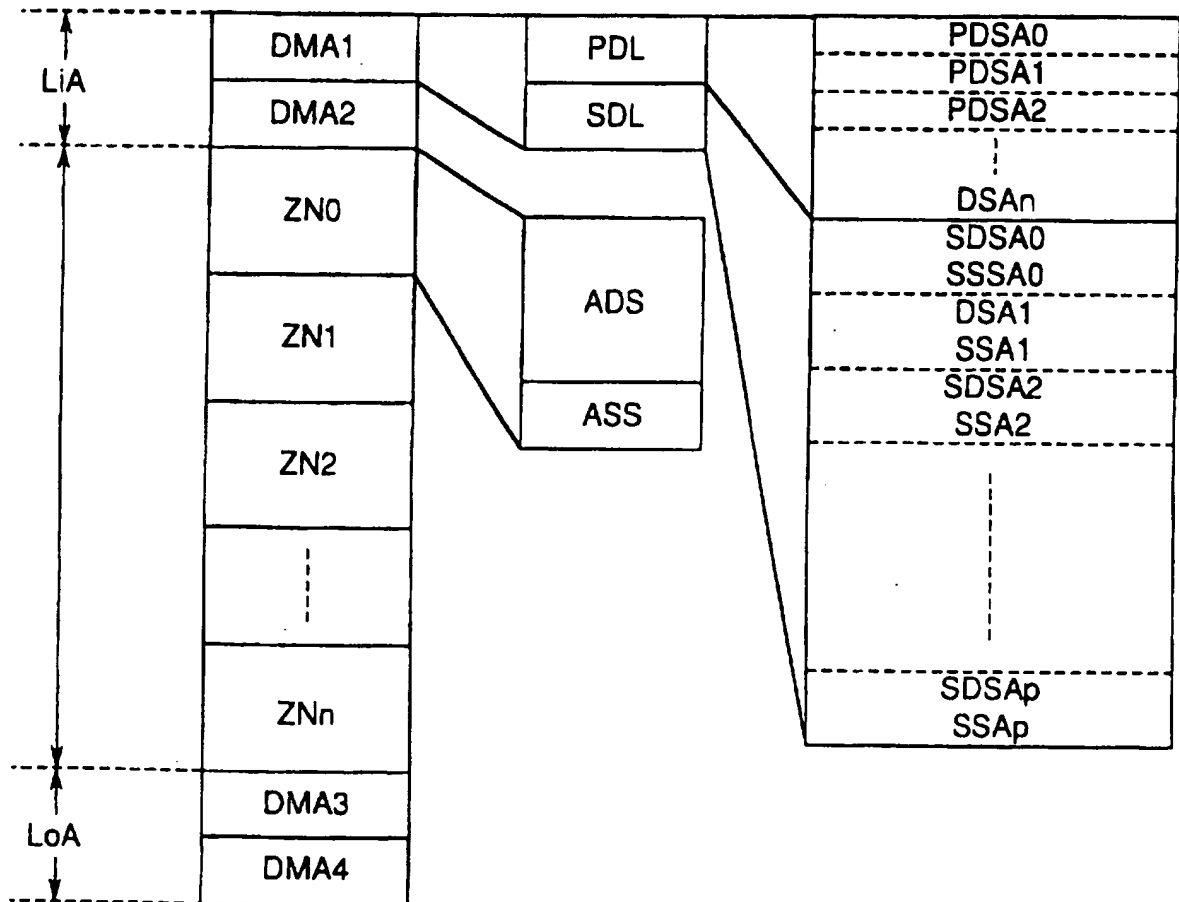 LiA
DMA1
DMA2
ZN0
ZN1
ZN2
ZNn
LoA
DMA3
DMA4
PDL
SDL
ADS
ASS
PDSA0
PDSA1
PDSA2
DSAn
SDSA0
SSSA0
DSA1
SSA1
SDSA2
SSA2
SDSAp
SSAp